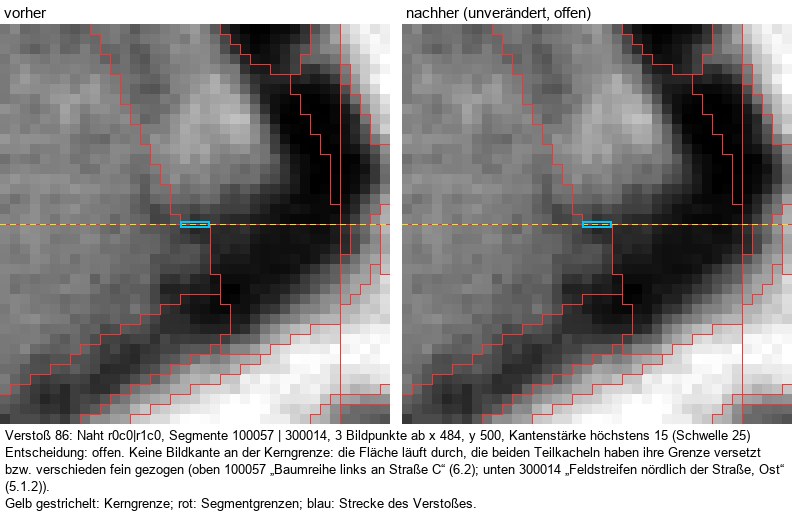 vorher
nachher (unverändert, offen)
Verstoß 86: Naht r0c0|r1c0, Segmente 100057 | 300014, 3 Bildpunkte ab x 484, y 500, Kantenstärke höchstens 15 (Schwelle 25)
Entscheidung: offen. Keine Bildkante an der Kerngrenze: die Fläche läuft durch, die beiden Teilkacheln haben ihre Grenze versetzt
bzw. verschieden fein gezogen (oben 100057 „Baumreihe links an Straße C“ (6.2); unten 300014 „Feldstreifen nördlich der Straße, Ost“
(5.1.2)).
Gelb gestrichelt: Kerngrenze; rot: Segmentgrenzen; blau: Strecke des Verstoßes.